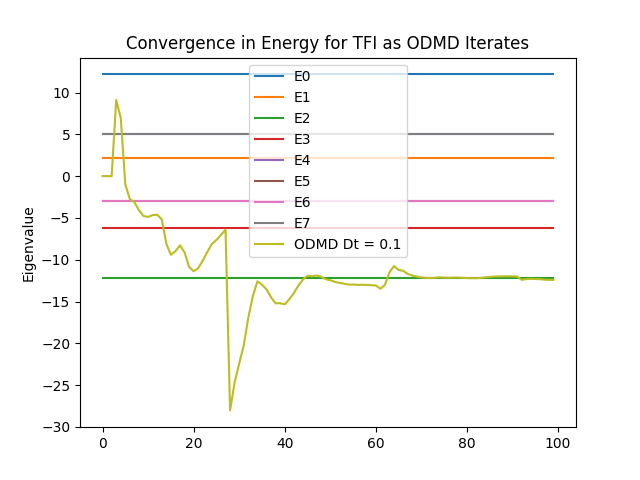 Convergence in Energy for TFI as ODMD Iterates
Eigenvalue
10
5
0
−5
−10
−15
−20
−25
−30
0 20 40 60 80 100
E0
E1
E2
E3
E4
E5
E6
E7
ODMD Dt = 0.1